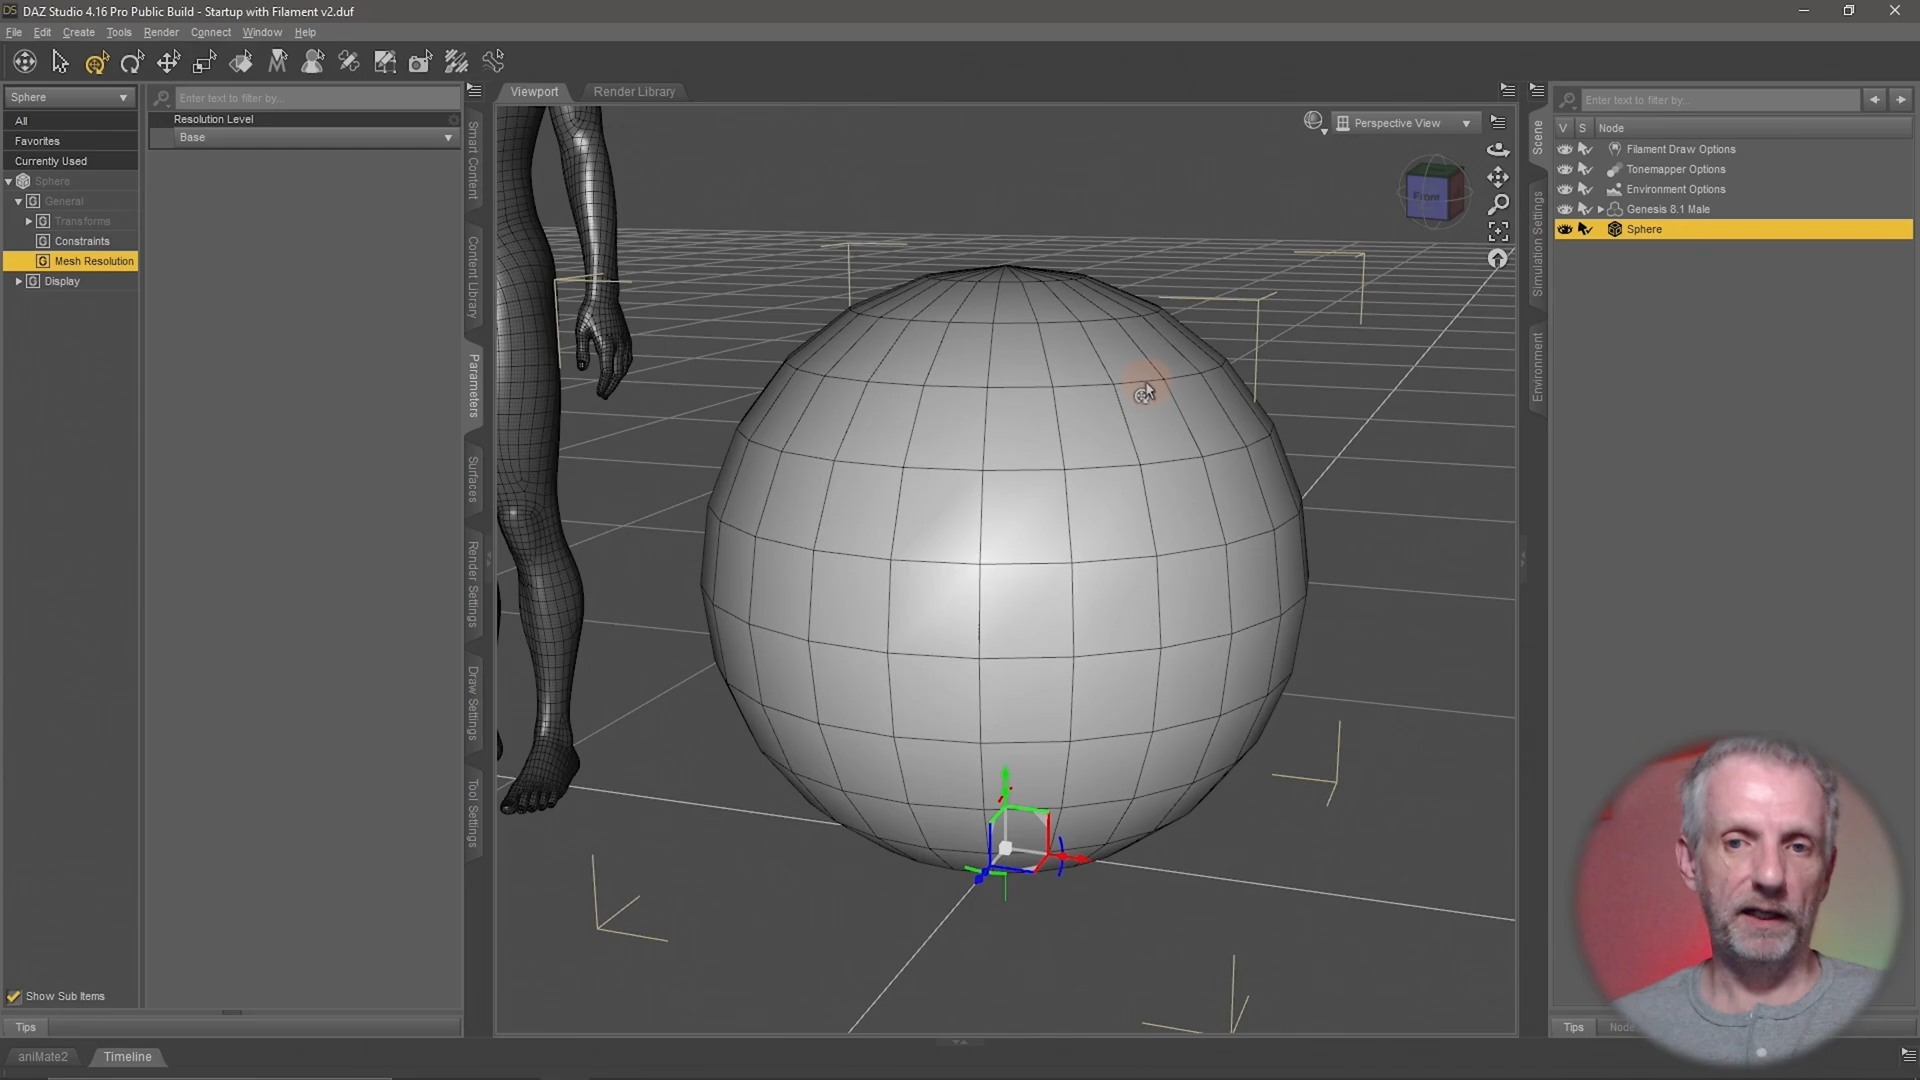 DAZ Studio 4.16 Pro Public Build - Startup with Filament v2.duf
File Edit Create Tools Render Connect Window Help
Sphere
Enter text to filter by...
All
Favorites
Currently Used
Sphere
General
Transforms
Constraints
Mesh Resolution
Display
Resolution Level
Base
Show Sub Items
Tips
aniMate2
Timeline
Smart Content
Content Library
Parameters
Surfaces
Render Settings
Draw Settings
Tool Settings
Viewport
Render Library
Perspective View
Front
Scene
Simulation Settings
Environment
Enter text to filter by...
V S Node
Filament Draw Options
Tonemapper Options
Environment Options
Genesis 8.1 Male
Sphere
Tips
Node